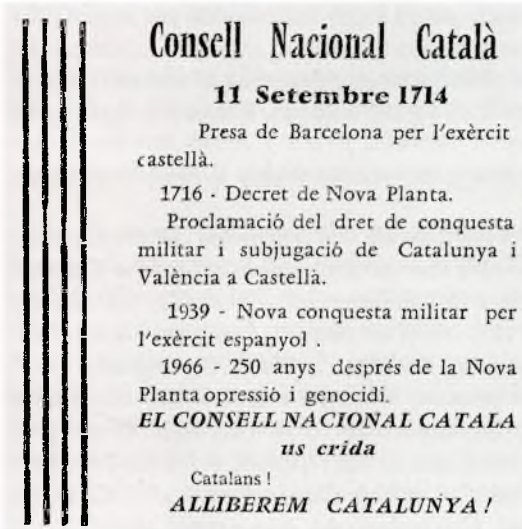 Consell Nacional Català
11 Setembre 1714
Presa de Barcelona per l'exèrcit
castellà.
1716 - Decret de Nova Planta.
Proclamació del dret de conquesta
militar i subjugació de Catalunya i
València a Castellà.
1939 - Nova conquesta militar per
l'exèrcit espanyol .
1966 - 250 anys després de la Nova
Planta opressió i genocidi.
EL CONSELL NACIONAL CATALA
us crida
Catalans !
ALLIBEREM CATALUNYA !